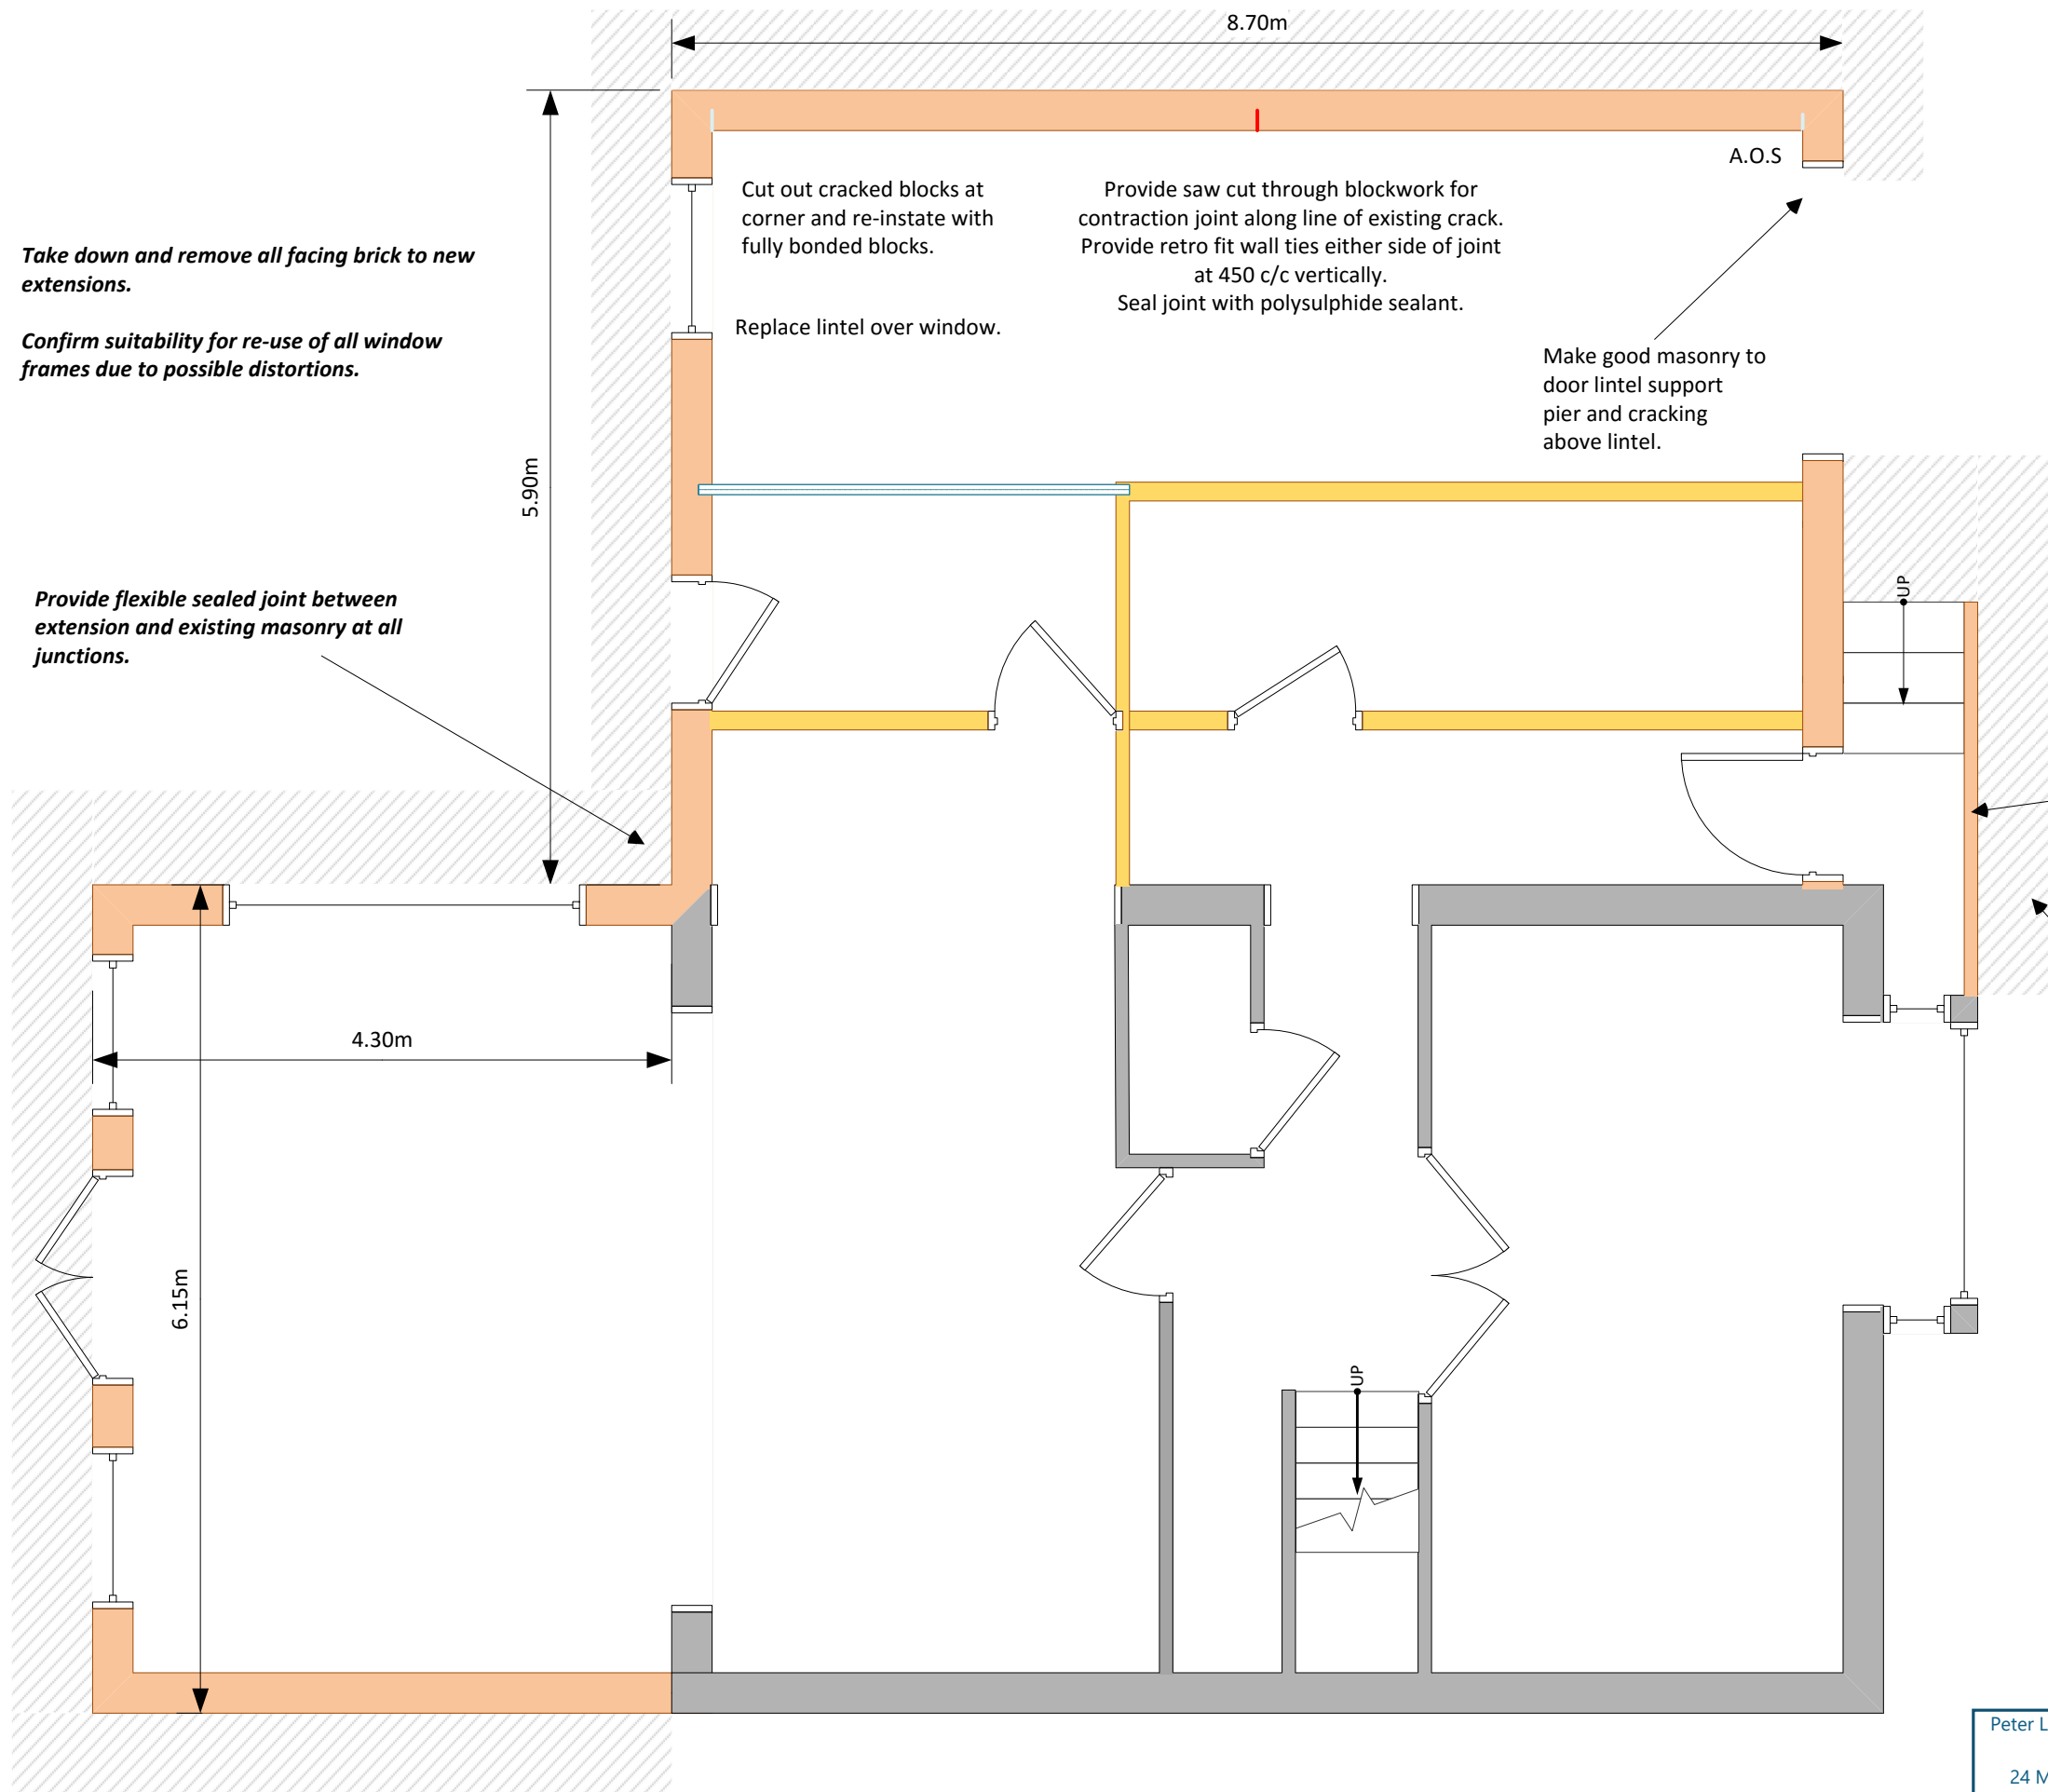 8.70m
A.O.S
Cut out cracked blocks at
corner and re-instate with
fully bonded blocks.
Provide saw cut through blockwork for
contraction joint along line of existing crack.
Provide retro fit wall ties either side of joint
at 450 c/c vertically.
Seal joint with polysulphide sealant.
Take down and remove all facing brick to new
extensions.
Confirm suitability for re-use of all window
frames due to possible distortions.
Replace lintel over window.
Make good masonry to
door lintel support
pier and cracking
above lintel.
5.90m
Provide flexible sealed joint between
extension and existing masonry at all
junctions.
UP
4.30m
6.15m
UP
Peter L
24 M